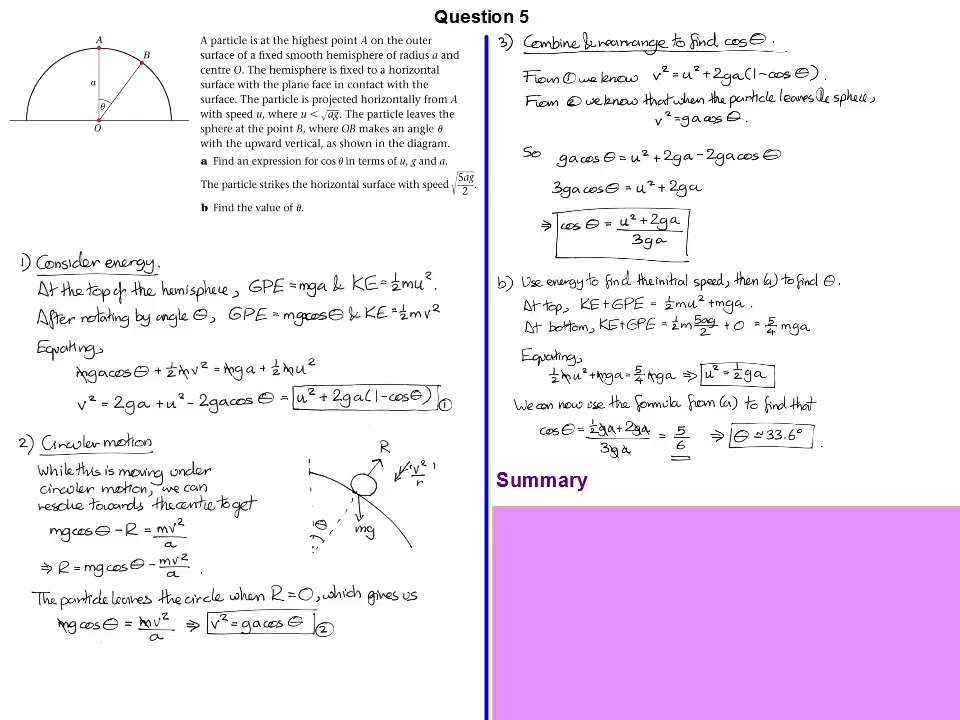 Question 5
A
B
a
θ
O
A particle is at the highest point A on the outer
surface of a fixed smooth hemisphere of radius a and
centre O. The hemisphere is fixed to a horizontal
surface with the plane face in contact with the
surface. The particle is projected horizontally from A
with speed u, where u < √ag. The particle leaves the
sphere at the point B, where OB makes an angle θ
with the upward vertical, as shown in the diagram.
a Find an expression for cos θ in terms of u, g and a.
The particle strikes the horizontal surface with speed √(5ag/2).
b Find the value of θ.
1) Consider energy.
At the top of the hemisphere, GPE = mga & KE = ½mu².
After rotating by angle θ, GPE = mgacosθ & KE = ½mv²
Equating,
mgacosθ + ½mv² = mga + ½mu²
v² = 2ga + u² - 2gacosθ = u² + 2ga(1-cosθ) ①
2) Circular motion
While this is moving under
circular motion, we can
resolve towards the centre to get
mgcosθ - R = mv²/a
⇒ R = mgcosθ - mv²/a .
R
'v²/r'
θ
mg
The particle leaves the circle when R = 0, which gives us
mgcosθ = mv²/a ⇒ v² = gacosθ ②
3) Combine & rearrange to find cosθ.
From ① we know v² = u² + 2ga(1-cosθ).
From ② we know that when the particle leaves the sphere,
v² = gacosθ.
So gacosθ = u² + 2ga - 2gacosθ
3gacosθ = u² + 2ga
⇒ cosθ = (u² + 2ga)/3ga
b) Use energy to find the initial speed, then (a) to find θ.
At top, KE + GPE = ½mu² + mga.
At bottom, KE + GPE = ½m 5ag/2 + 0 = 5/4 mga
Equating,
½mu² + mga = 5/4 mga ⇒ u² = ½ga
We can now use the formula from (a) to find that
cosθ = (½ga + 2ga)/3ga = 5/6 ⇒ θ ≈ 33.6° .
Summary